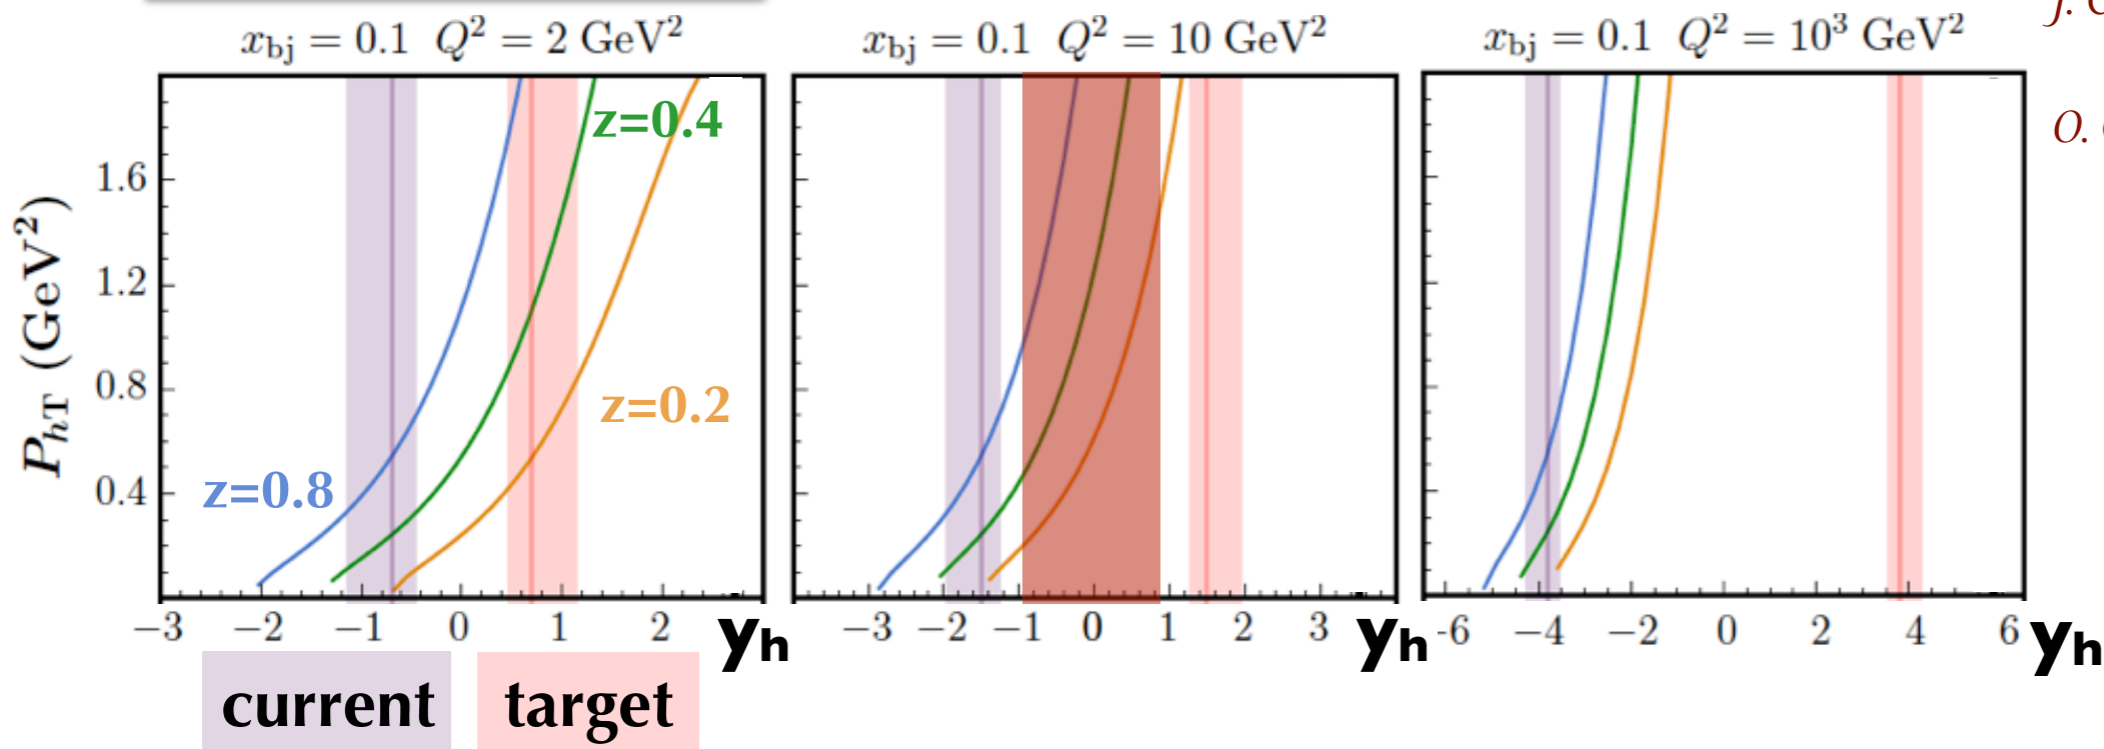 x_bj = 0.1 Q² = 2 GeV²
x_bj = 0.1 Q² = 10 GeV²
x_bj = 0.1 Q² = 10³ GeV²
J.
O.
P_hT (GeV²)
1.6
1.2
0.8
0.4
z=0.4
z=0.2
z=0.8
−3 −2 −1 0 1 2 y_h
−3 −2 −1 0 1 2 3 y_h
-6 −4 −2 0 2 4 6 y_h
current target